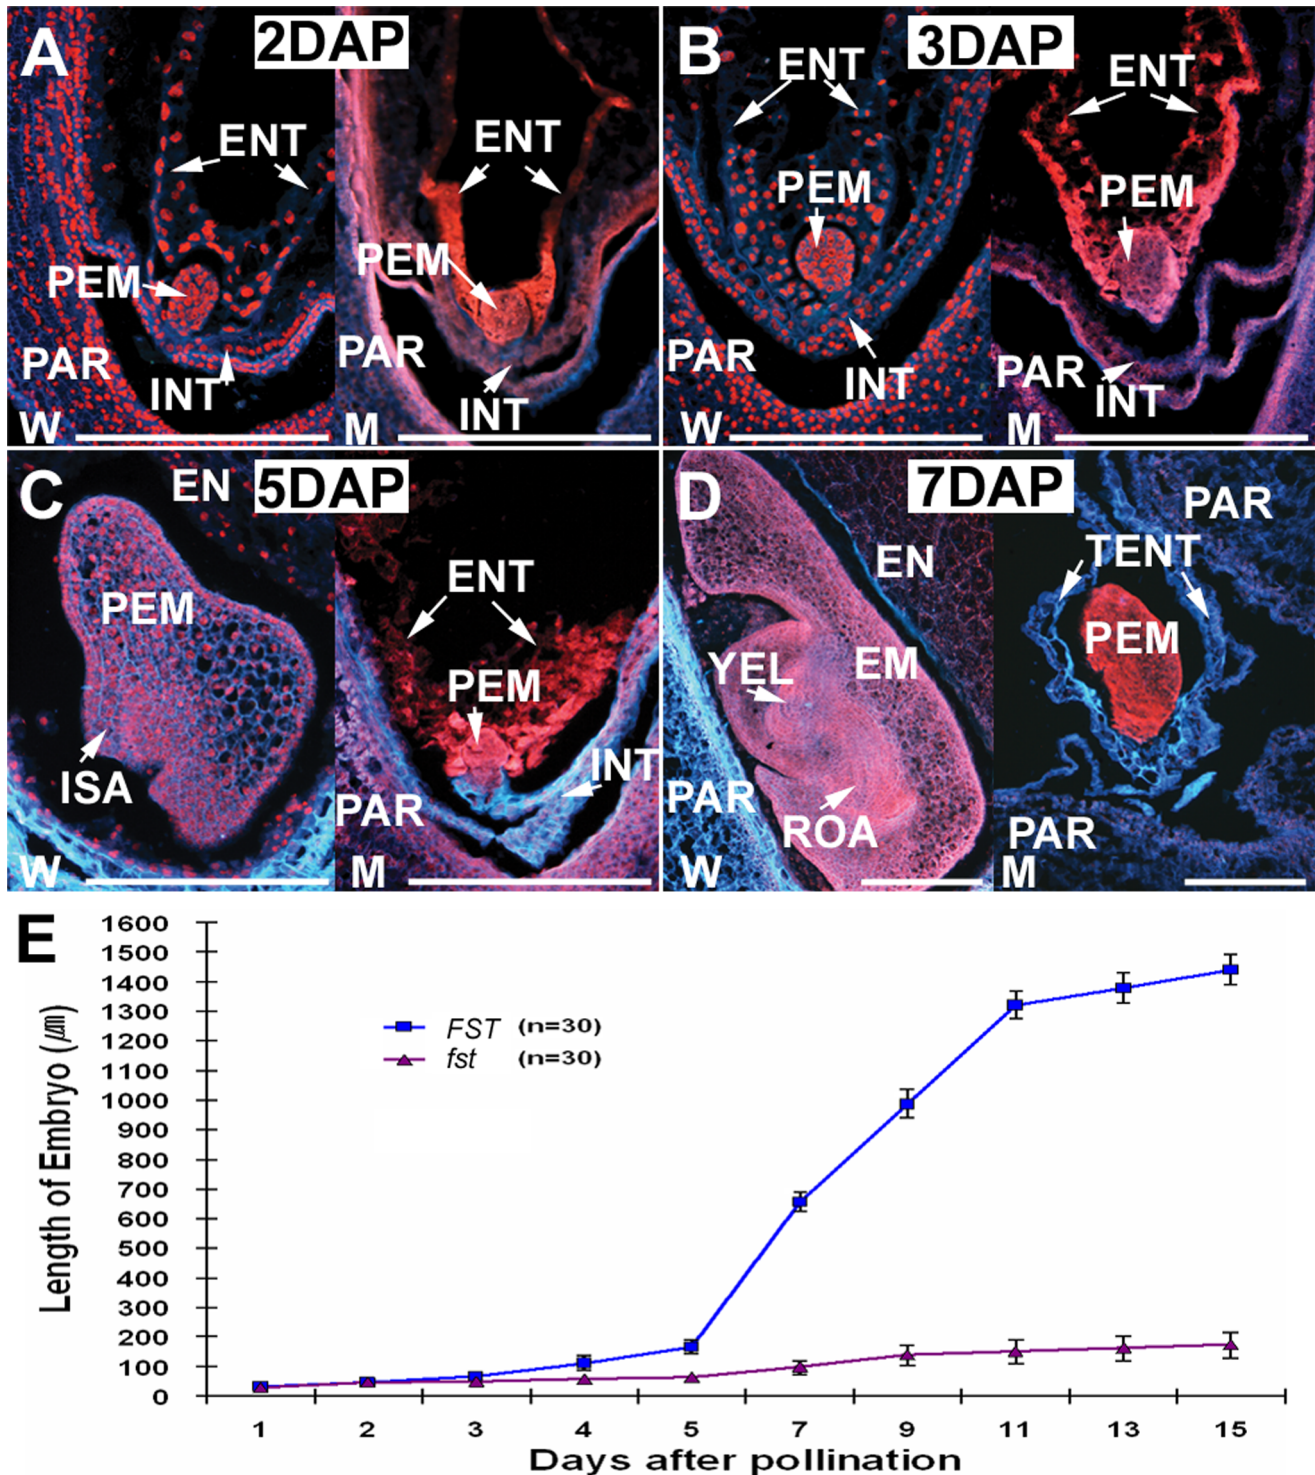 A 2DAP
ENT ENT
PEM PEM
PAR PAR
INT INT
W M
B 3DAP
ENT ENT
PEM PEM
PAR PAR
INT INT
W M
C EN 5DAP
PEM ENT
PEM
ISA INT
PAR
W M
D 7DAP
EN PAR
TENT
YEL EM PEM
PAR ROA PAR
W M
E
1600
1500
1400
1300
1200
1100
1000
900
800
700
600
500
400
300
200
100
0
Length of Embryo (㎛)
FST (n=30)
fst (n=30)
1 2 3 4 5 7 9 11 13 15
Days after pollination